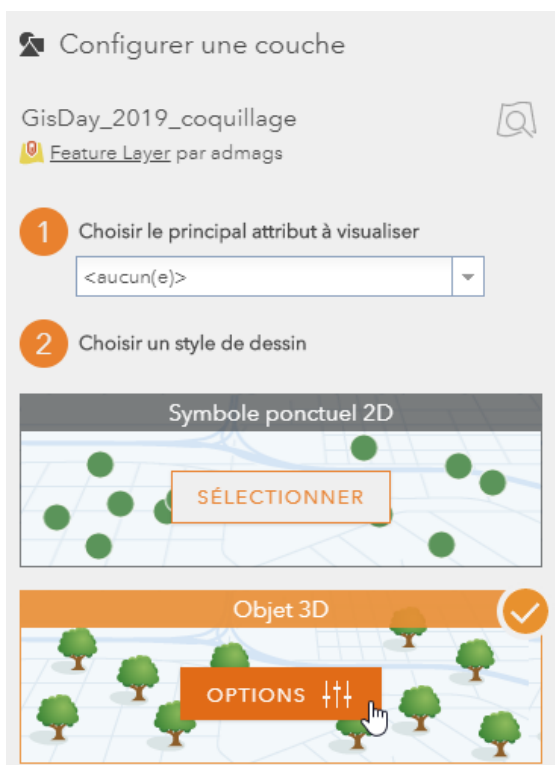 Configurer une couche
GisDay_2019_coquillage
Feature Layer par admags
1 Choisir le principal attribut à visualiser
<aucun(e)>
2 Choisir un style de dessin
Symbole ponctuel 2D
SÉLECTIONNER
Objet 3D
OPTIONS